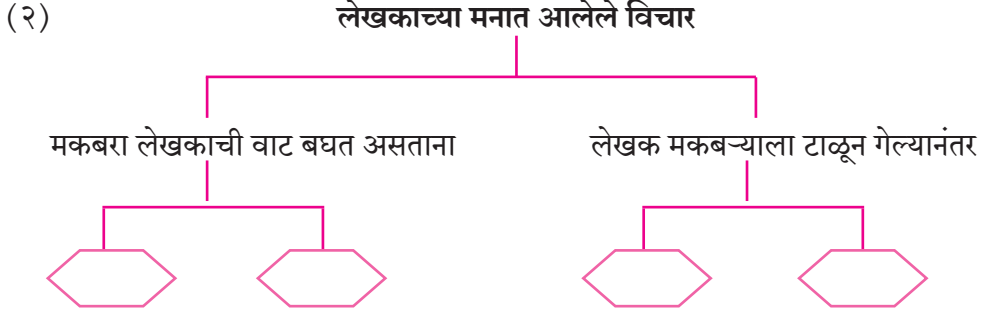 (२) लेखकाच्या मनात आलेले विचार
मकबरा लेखकाची वाट बघत असताना लेखक मकबऱ्याला टाळून गेल्यानंतर